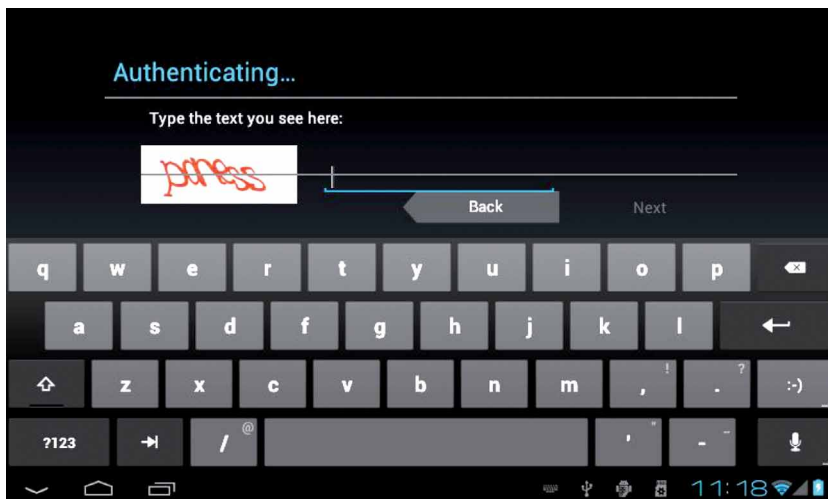 Authenticating...
Type the text you see here:
Back Next
q w e r t y u i o p
a s d f g h j k l
! ?
z x c v b n m , . :-)
@ " _
?123 / ' -
11:18